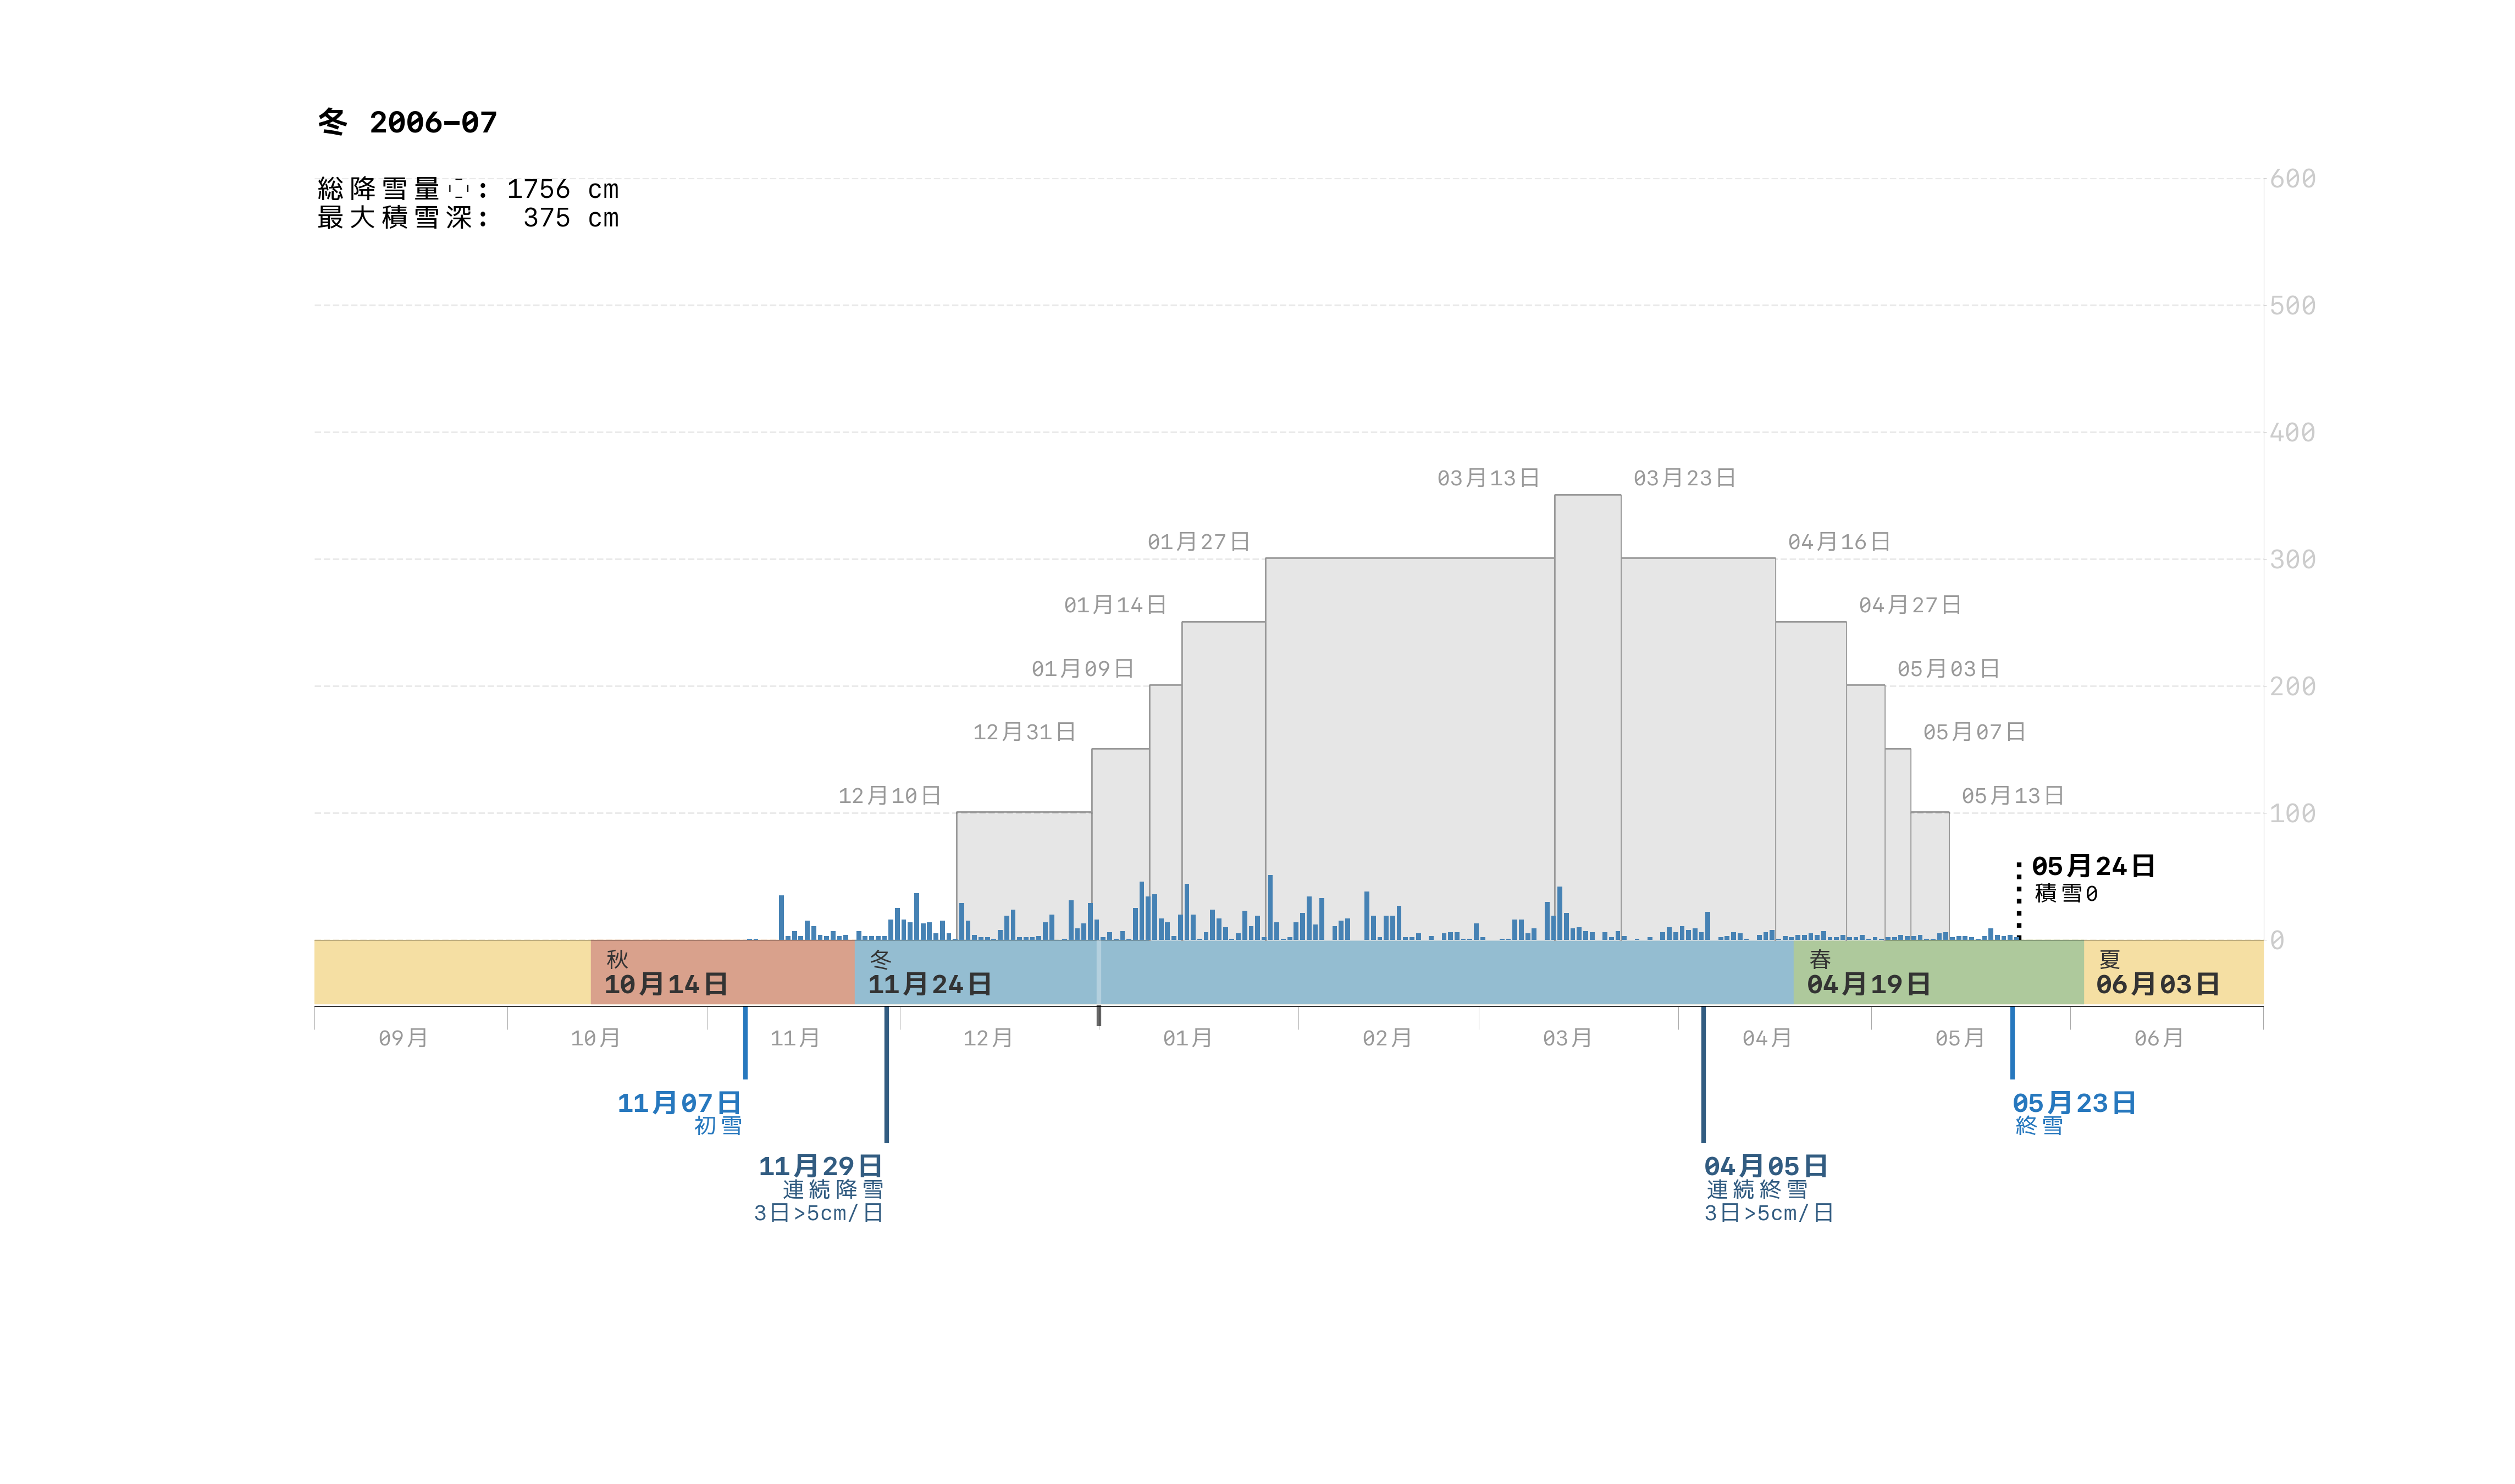 冬 2006-07
総降雪量: 1756 cm
最大積雪深: 375 cm
600
500
400
300
200
100
0
03月13日
03月23日
01月27日
04月16日
01月14日
04月27日
01月09日
05月03日
12月31日
05月07日
12月10日
05月13日
05月24日
積雪0
秋
10月14日
冬
11月24日
春
04月19日
夏
06月03日
09月
10月
11月
12月
01月
02月
03月
04月
05月
06月
11月07日
初雪
05月23日
終雪
11月29日
連続降雪
3日>5cm/日
04月05日
連続終雪
3日>5cm/日